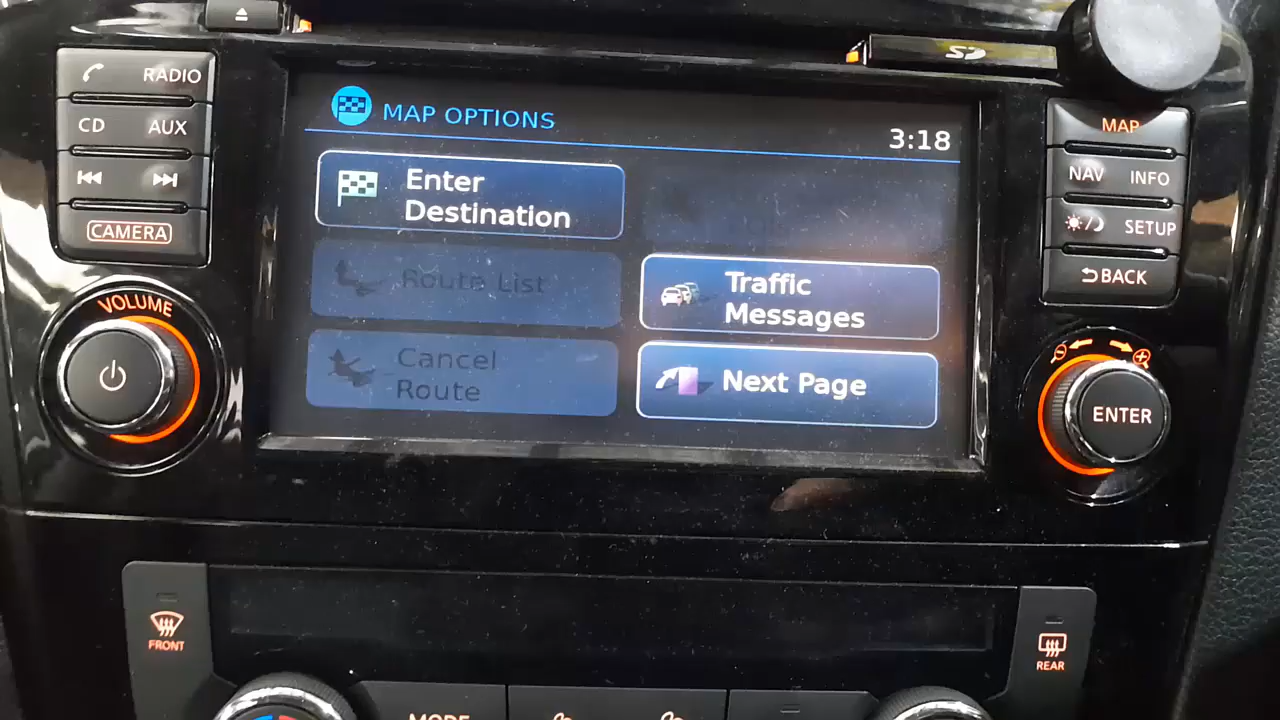 SD
RADIO
CD AUX
CAMERA
VOLUME
MAP OPTIONS
3:18
Enter
Destination
Route List
Traffic
Messages
Cancel
Route
Next Page
MAP
NAV INFO
SETUP
BACK
ENTER
FRONT
REAR
MODE